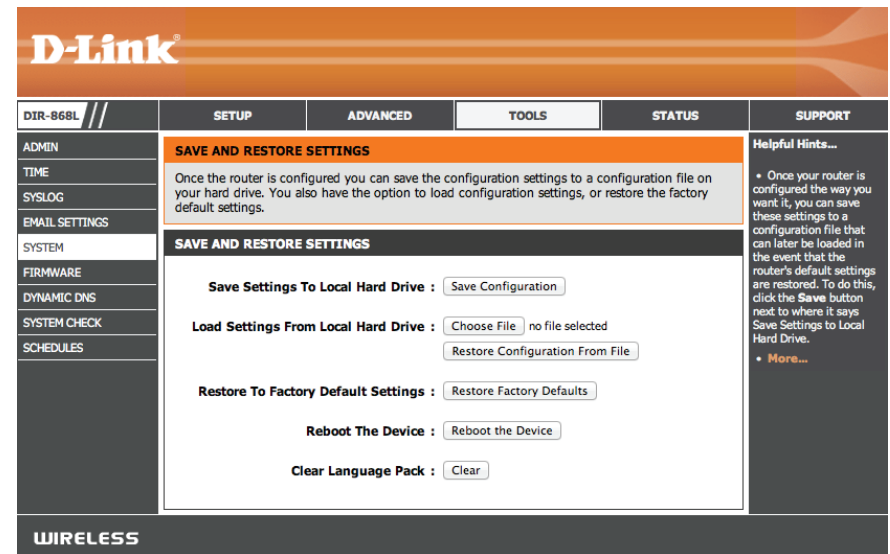 D-Link®
DIR-868L
SETUP
ADVANCED
TOOLS
STATUS
SUPPORT
ADMIN
TIME
SYSLOG
EMAIL SETTINGS
SYSTEM
FIRMWARE
DYNAMIC DNS
SYSTEM CHECK
SCHEDULES
SAVE AND RESTORE SETTINGS
Once the router is configured you can save the configuration settings to a configuration file on
your hard drive. You also have the option to load configuration settings, or restore the factory
default settings.
SAVE AND RESTORE SETTINGS
Save Settings To Local Hard Drive : Save Configuration
Load Settings From Local Hard Drive : Choose File no file selected
Restore Configuration From File
Restore To Factory Default Settings : Restore Factory Defaults
Reboot The Device : Reboot the Device
Clear Language Pack : Clear
Helpful Hints...
• Once your router is
configured the way you
want it, you can save
these settings to a
configuration file that
can later be loaded in
the event that the
router's default settings
are restored. To do this,
click the Save button
next to where it says
Save Settings to Local
Hard Drive.
• More...
WIRELESS